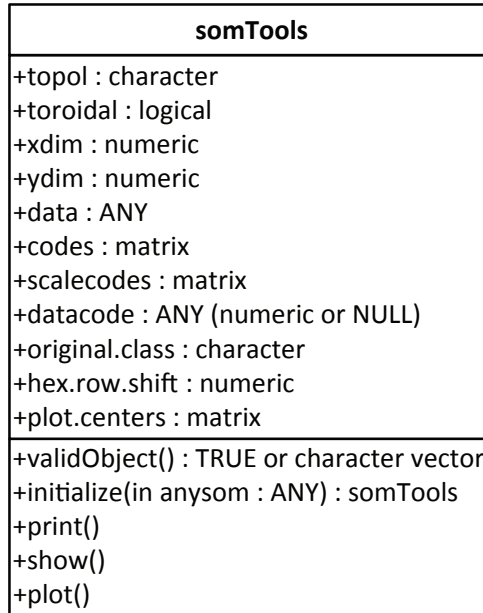 somTools
+topol : character
+toroidal : logical
+xdim : numeric
+ydim : numeric
+data : ANY
+codes : matrix
+scalecodes : matrix
+datacode : ANY (numeric or NULL)
+original.class : character
+hex.row.shift : numeric
+plot.centers : matrix
+validObject() : TRUE or character vector
+initialize(in anysom : ANY) : somTools
+print()
+show()
+plot()